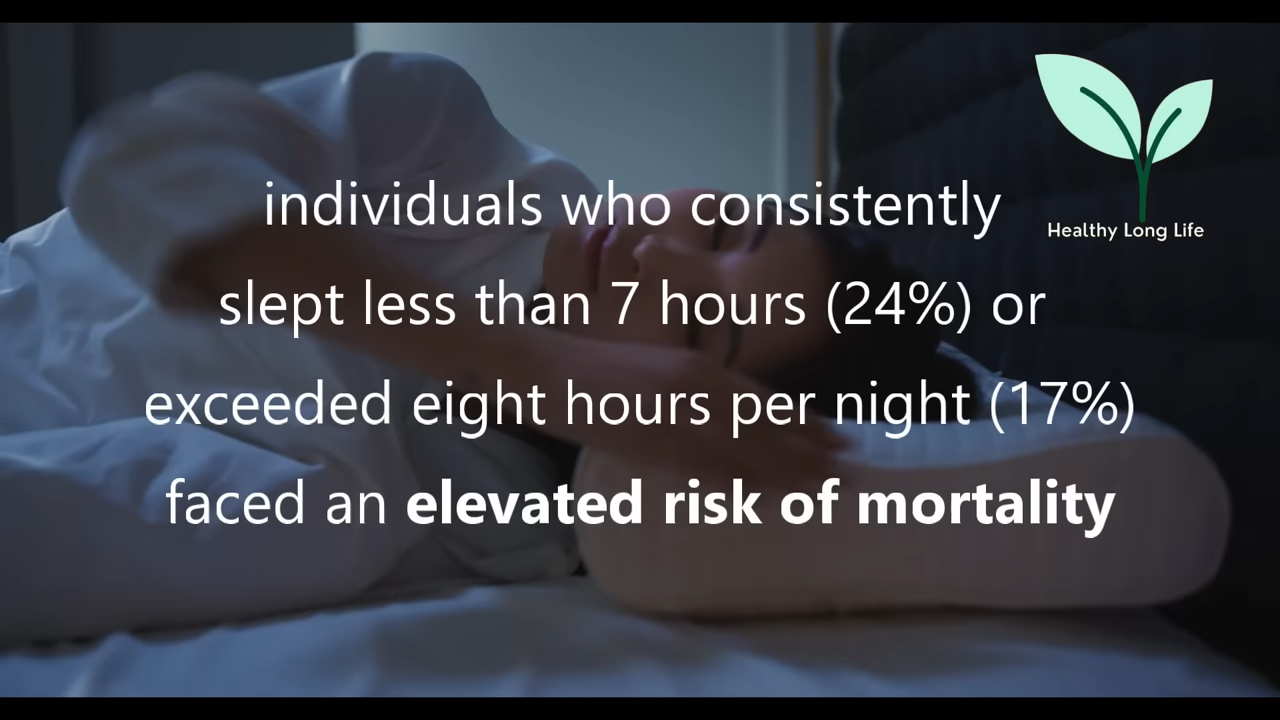 individuals who consistently
slept less than 7 hours (24%) or
exceeded eight hours per night (17%)
faced an elevated risk of mortality
Healthy Long Life